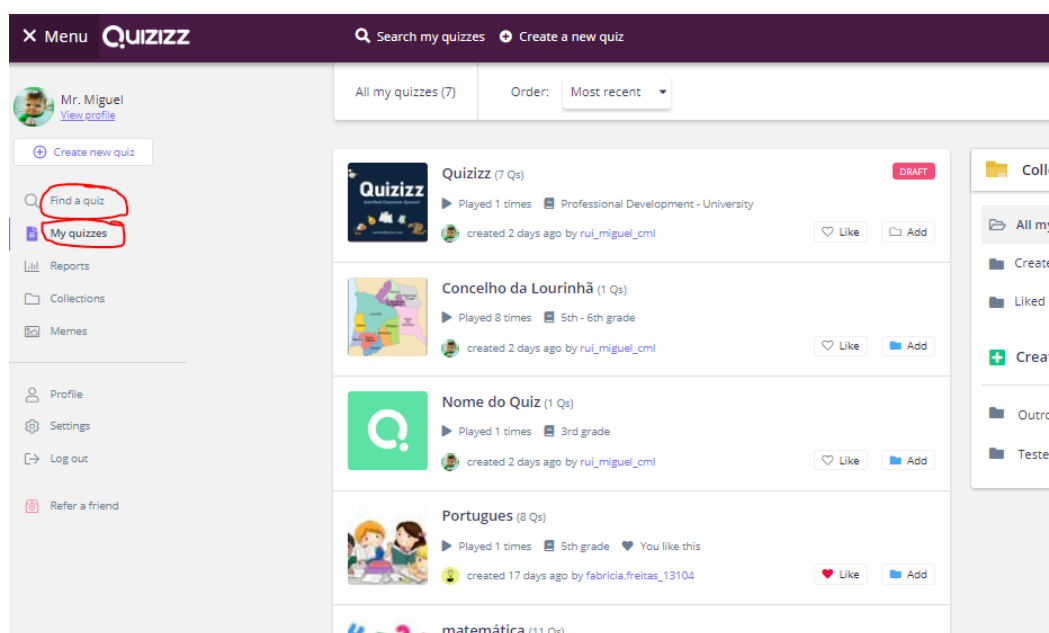 Menu QUIZIZZ
Search my quizzes Create a new quiz
Mr. Miguel
View profile
Create new quiz
Find a quiz
My quizzes
Reports
Collections
Memes
Profile
Settings
Log out
Refer a friend
All my quizzes (7) Order: Most recent
Quizizz
Quizizz (7 Qs) DRAFT
Played 1 times Professional Development - University
created 2 days ago by rui_miguel_cml Like Add
Concelho da Lourinhã (1 Qs)
Played 8 times 5th - 6th grade
created 2 days ago by rui_miguel_cml Like Add
Nome do Quiz (1 Qs)
Played 1 times 3rd grade
created 2 days ago by rui_miguel_cml Like Add
Portugues (8 Qs)
Played 1 times 5th grade You like this
created 17 days ago by fabricia.freitas_13104 Like Add
matemática (11 Qs)
Coll
All my
Create
Liked
Creat
Outro
Teste